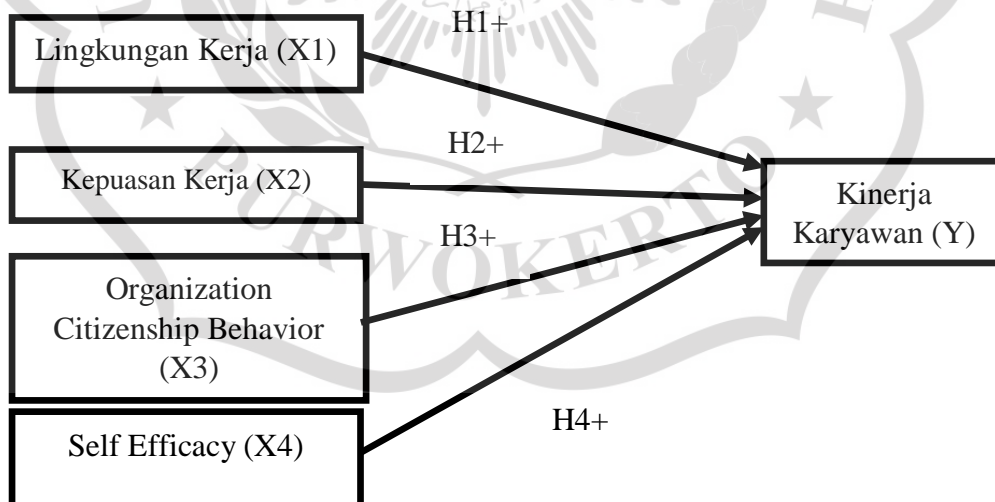 H1+
Lingkungan Kerja (X1)
H2+
Kepuasan Kerja (X2)
Kinerja
Karyawan (Y)
H3+
Organization
Citizenship Behavior
(X3)
H4+
Self Efficacy (X4)
PURWOKERTO